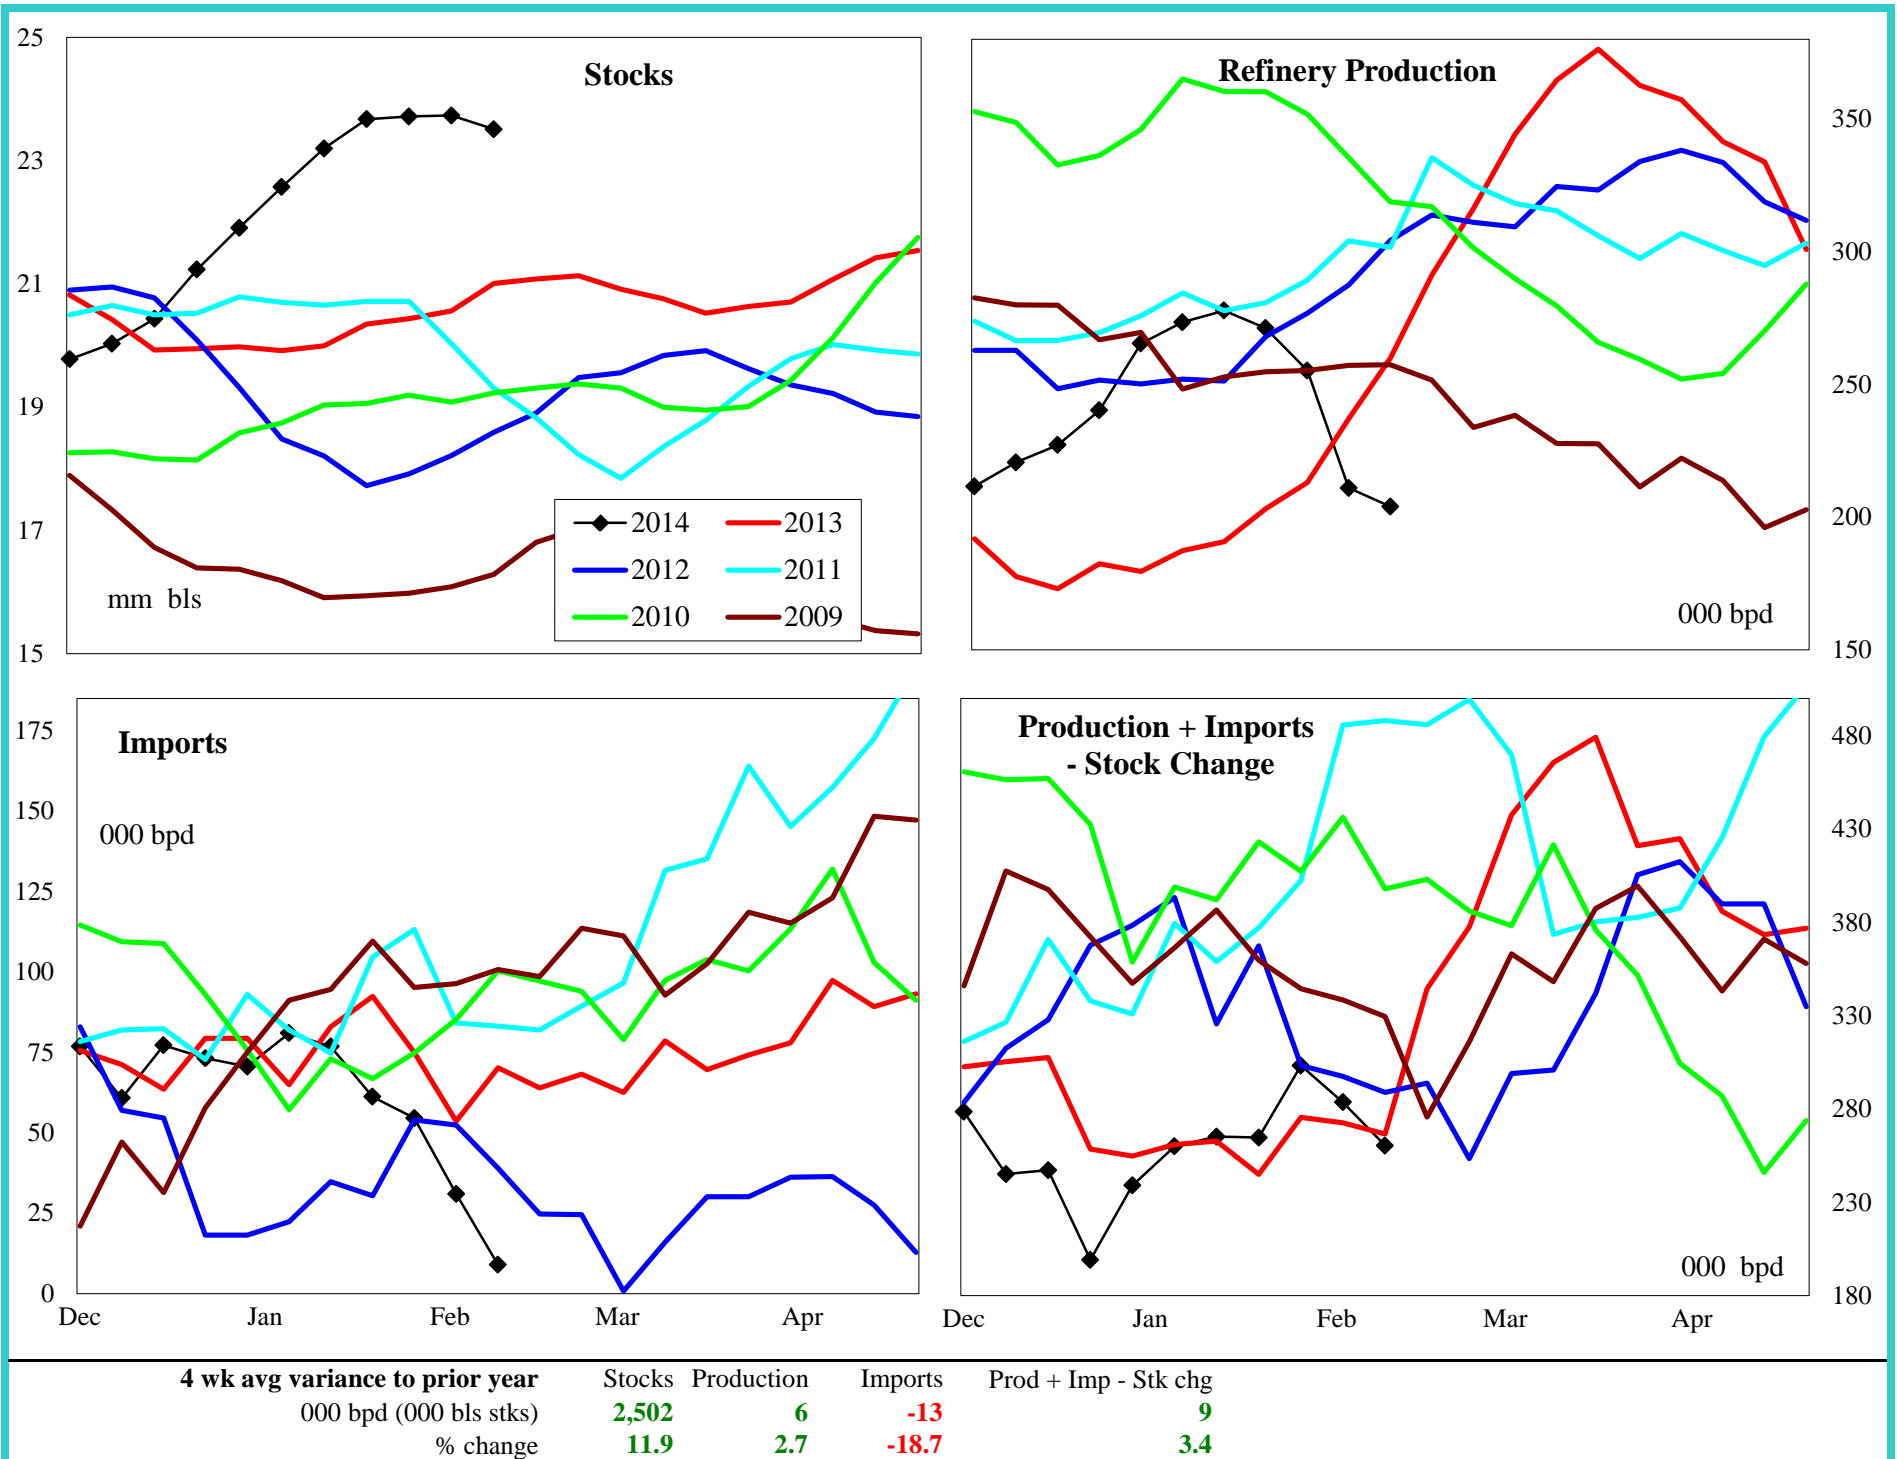 25
23
21
19
17
15
Stocks
mm bls
2014 2013
2012 2011
2010 2009
Refinery Production
000 bpd
350
300
250
200
150
175
150
125
100
75
50
25
0
Imports
000 bpd
Dec Jan Feb Mar Apr
Production + Imports
- Stock Change
000 bpd
480
430
380
330
280
230
180
Dec Jan Feb Mar Apr
4 wk avg variance to prior year Stocks Production Imports Prod + Imp - Stk chg
000 bpd (000 bls stks) 2,502 6 -13 9
% change 11.9 2.7 -18.7 3.4